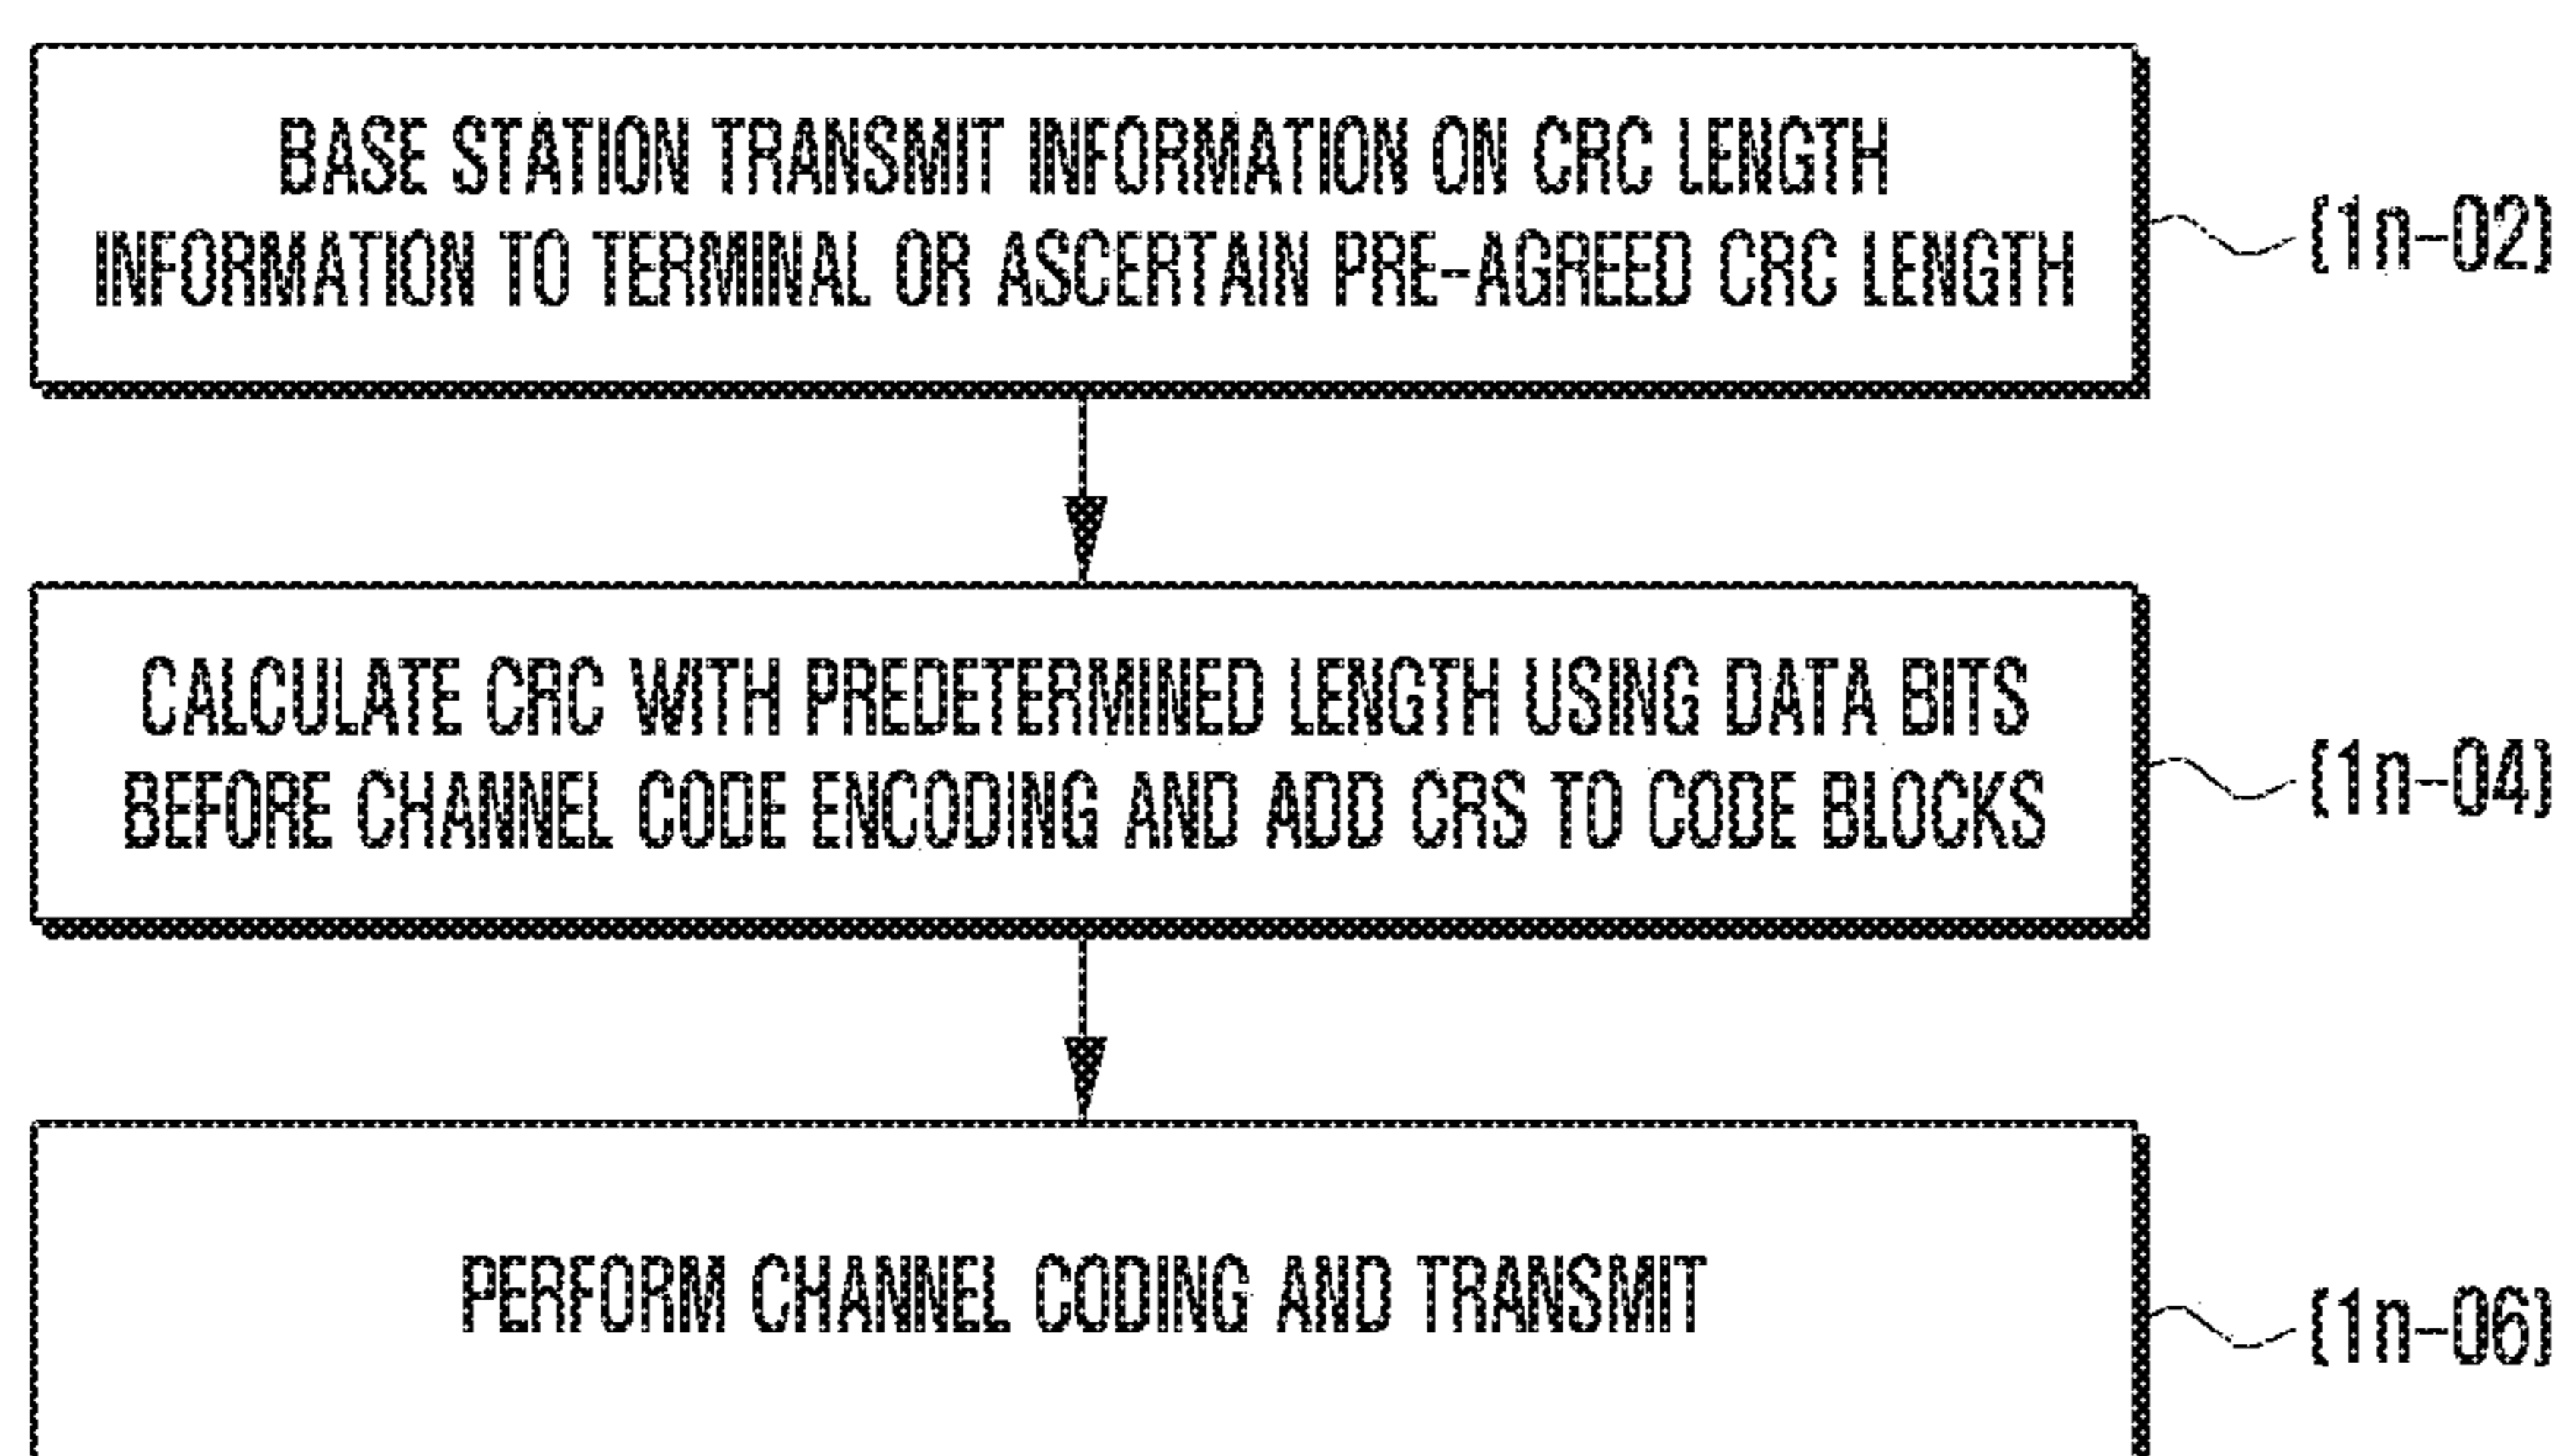 BASE STATION TRANSMIT INFORMATION ON CRC LENGTH
INFORMATION TO TERMINAL OR ASCERTAIN PRE-AGREED CRC LENGTH
(1n-02)
CALCULATE CRC WITH PREDETERMINED LENGTH USING DATA BITS
BEFORE CHANNEL CODE ENCODING AND ADD CRS TO CODE BLOCKS
(1n-04)
PERFORM CHANNEL CODING AND TRANSMIT
(1n-06)